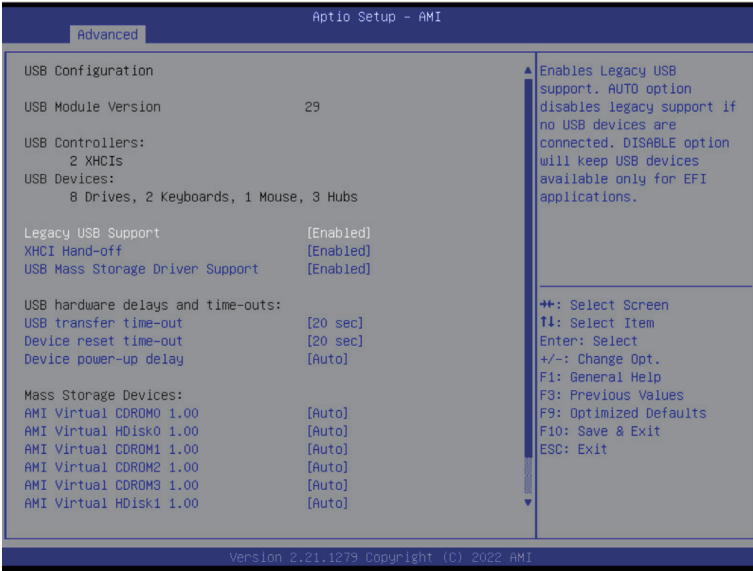 Aptio Setup - AMI
Advanced
USB Configuration
USB Module Version 29
USB Controllers:
2 XHCIs
USB Devices:
8 Drives, 2 Keyboards, 1 Mouse, 3 Hubs
Legacy USB Support [Enabled]
XHCI Hand-off [Enabled]
USB Mass Storage Driver Support [Enabled]
USB hardware delays and time-outs:
USB transfer time-out [20 sec]
Device reset time-out [20 sec]
Device power-up delay [Auto]
Mass Storage Devices:
AMI Virtual CDROM0 1.00 [Auto]
AMI Virtual HDisk0 1.00 [Auto]
AMI Virtual CDROM1 1.00 [Auto]
AMI Virtual CDROM2 1.00 [Auto]
AMI Virtual CDROM3 1.00 [Auto]
AMI Virtual HDisk1 1.00 [Auto]
Enables Legacy USB
support. AUTO option
disables legacy support if
no USB devices are
connected. DISABLE option
will keep USB devices
available only for EFI
applications.
→←: Select Screen
↑↓: Select Item
Enter: Select
+/-: Change Opt.
F1: General Help
F3: Previous Values
F9: Optimized Defaults
F10: Save & Exit
ESC: Exit
Version 2.21.1279 Copyright (C) 2022 AMI